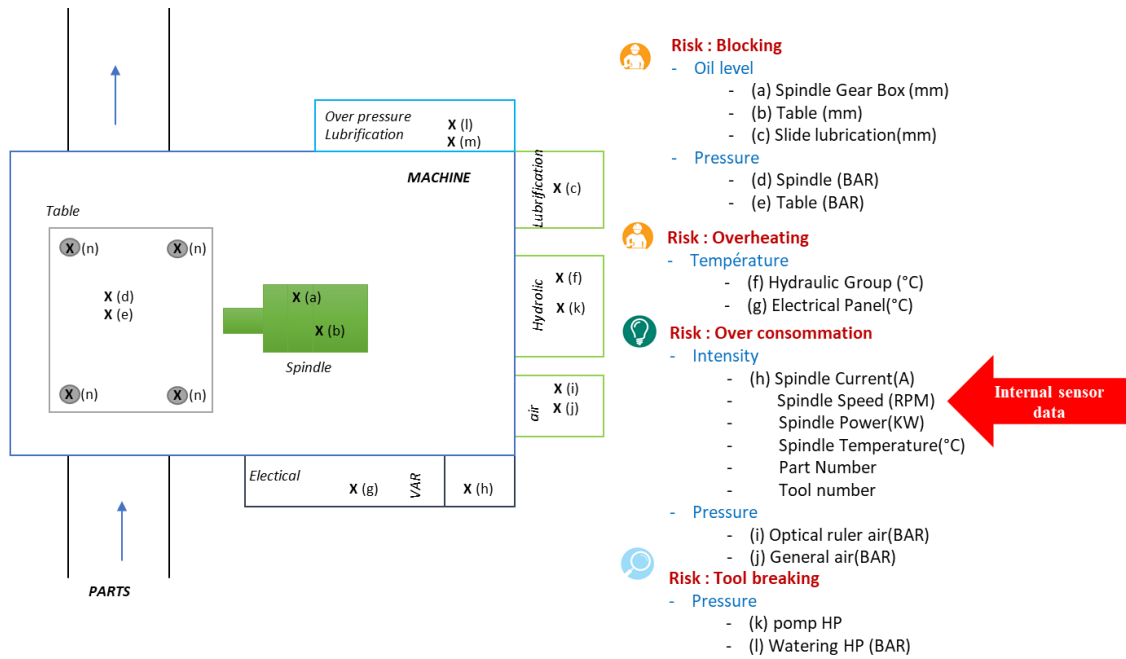 Over pressure
Lubrification
X (l)
X (m)
MACHINE
Lubrification
X (c)
Table
X (n)
X (n)
X (d)
X (e)
X (n)
X (n)
X (a)
X (b)
Spindle
Hydrolic
X (f)
X (k)
air
X (i)
X (j)
Electical
X (g)
VAR
X (h)
PARTS
Risk : Blocking
- Oil level
- (a) Spindle Gear Box (mm)
- (b) Table (mm)
- (c) Slide lubrication(mm)
- Pressure
- (d) Spindle (BAR)
- (e) Table (BAR)
Risk : Overheating
- Température
- (f) Hydraulic Group (°C)
- (g) Electrical Panel(°C)
Risk : Over consommation
- Intensity
- (h) Spindle Current(A)
- Spindle Speed (RPM)
- Spindle Power(KW)
- Spindle Temperature(°C)
- Part Number
- Tool number
- Pressure
- (i) Optical ruler air(BAR)
- (j) General air(BAR)
Risk : Tool breaking
- Pressure
- (k) pomp HP
- (l) Watering HP (BAR)
Internal sensor
data